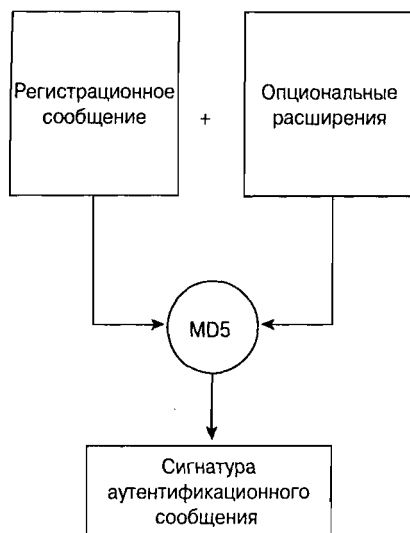 Регистрационное
сообщение
+
Опциональные
расширения
MD5
Сигнатура
аутентификационного
сообщения